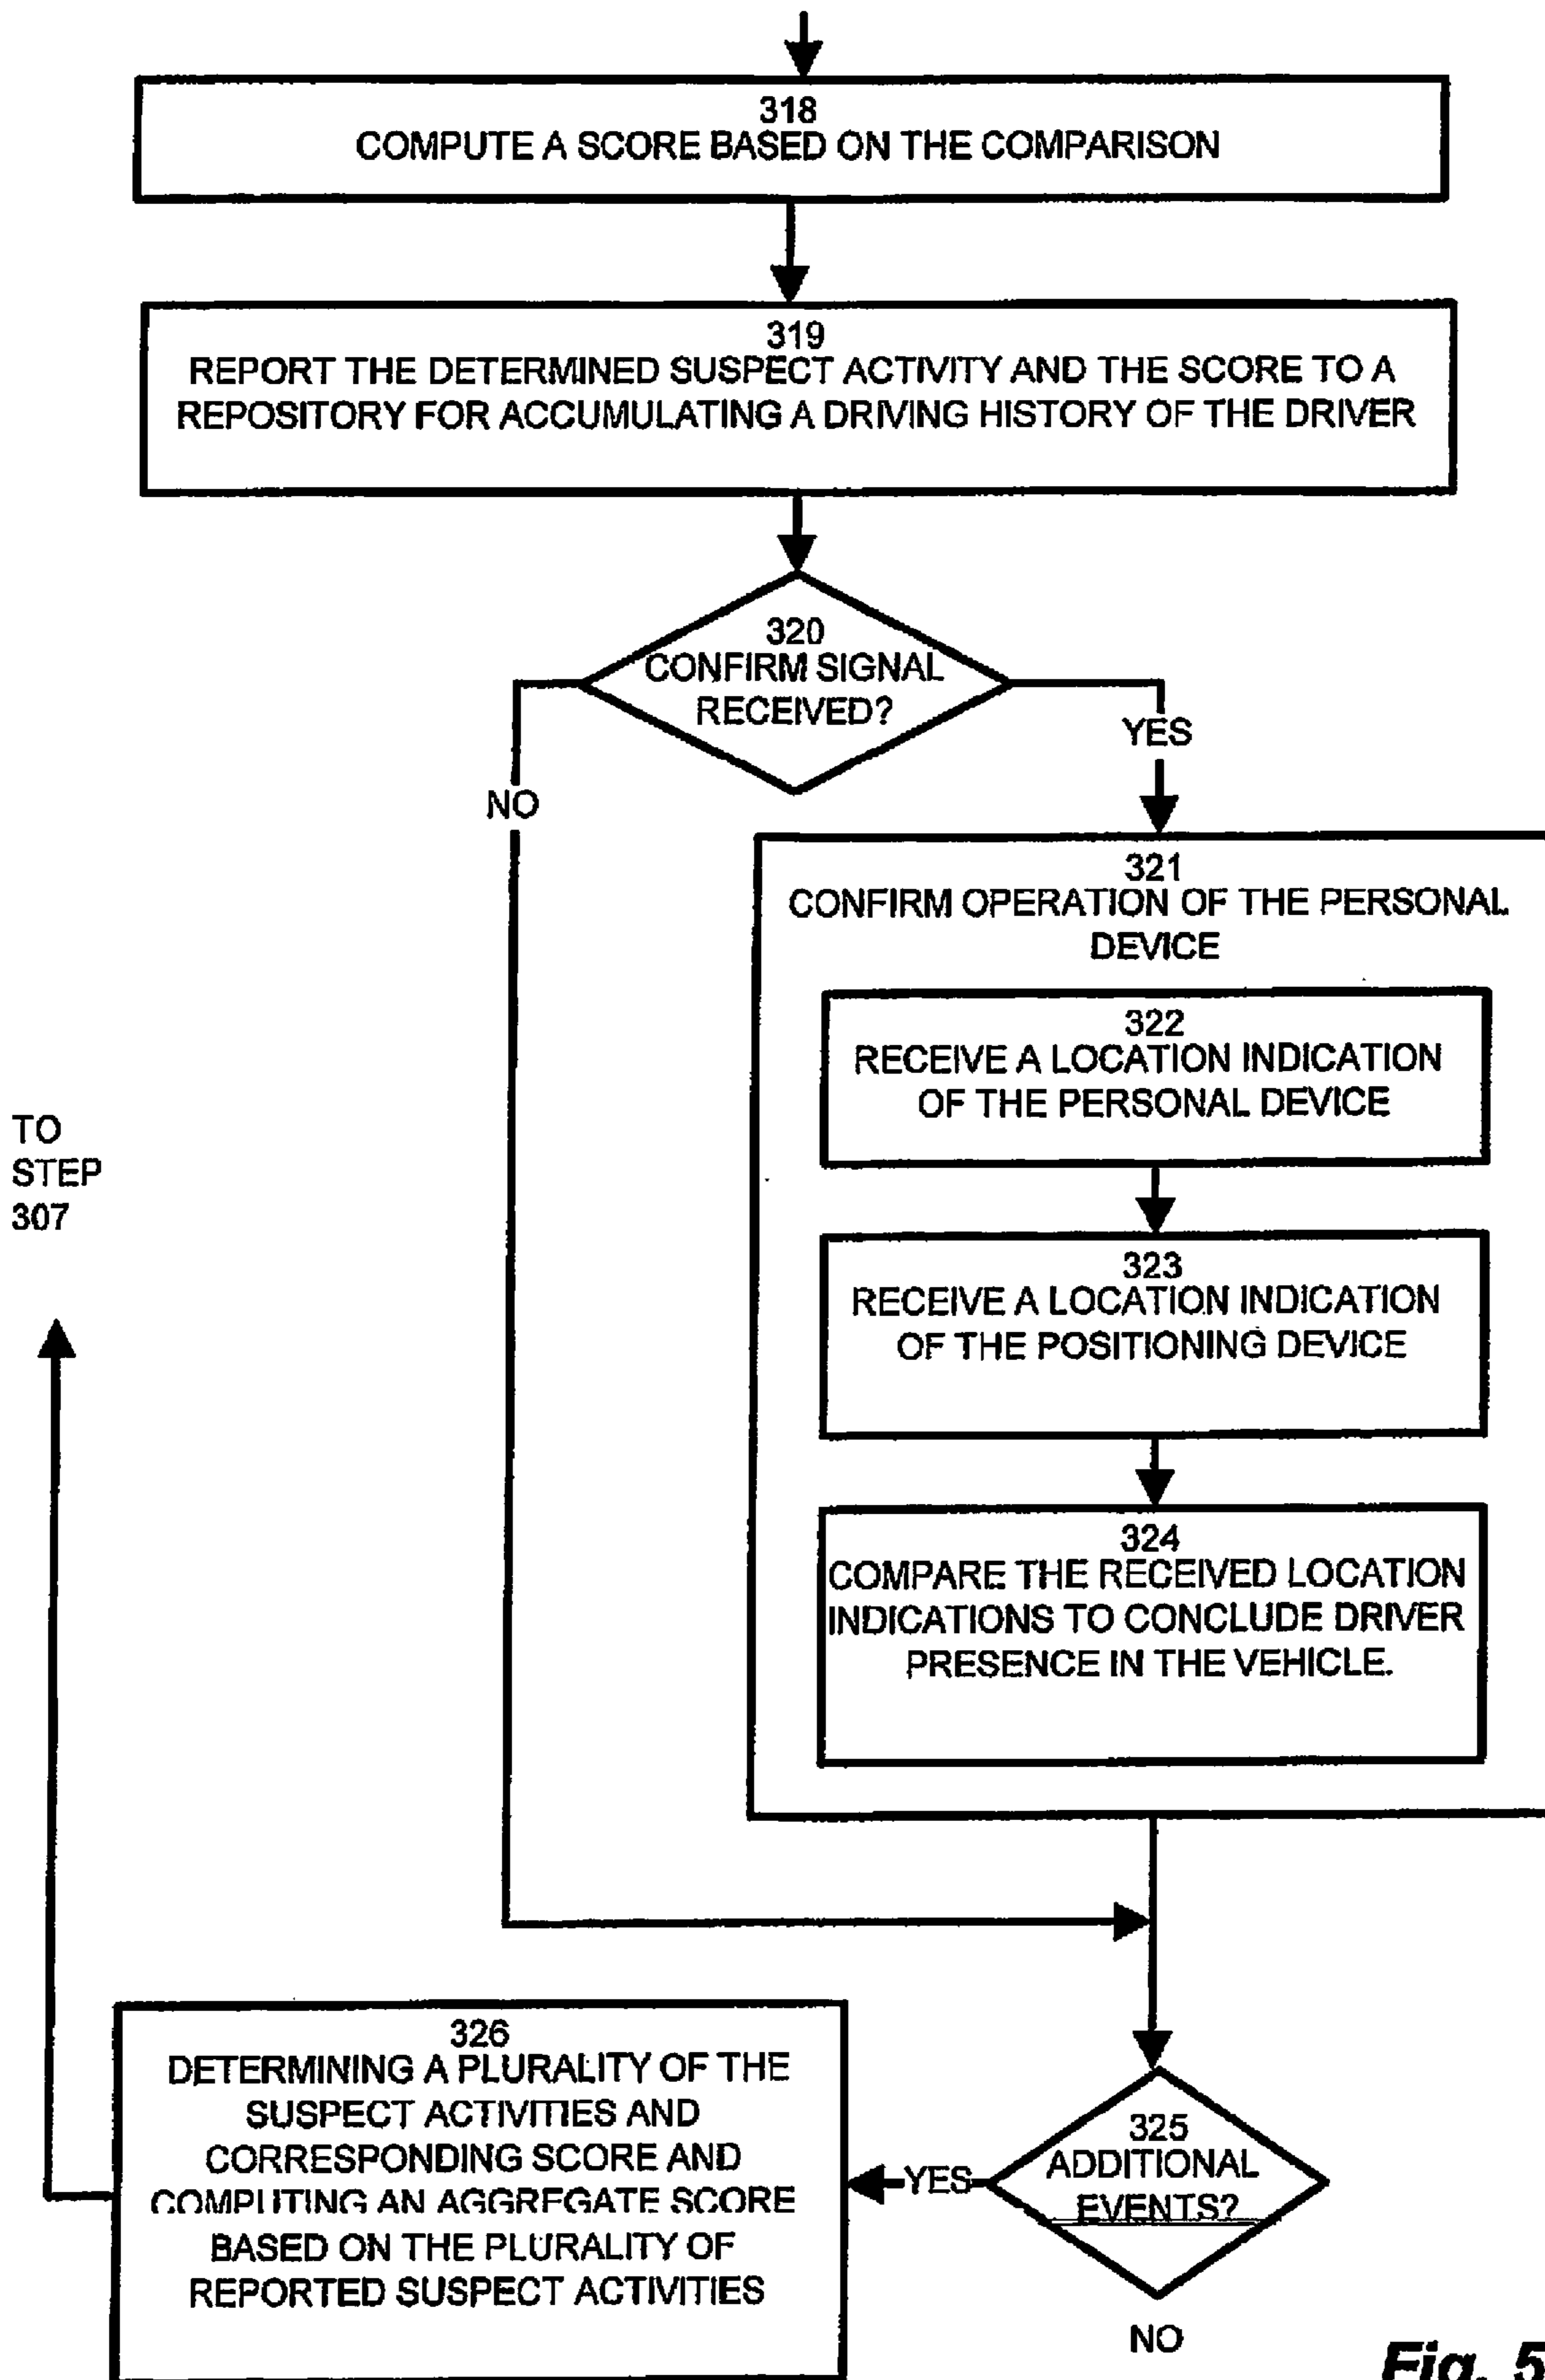 318
COMPUTE A SCORE BASED ON THE COMPARISON
319
REPORT THE DETERMINED SUSPECT ACTIVITY AND THE SCORE TO A
REPOSITORY FOR ACCUMULATING A DRIVING HISTORY OF THE DRIVER
320
CONFIRM SIGNAL
RECEIVED?
YES
NO
321
CONFIRM OPERATION OF THE PERSONAL
DEVICE
322
RECEIVE A LOCATION INDICATION
OF THE PERSONAL DEVICE
TO
STEP
307
323
RECEIVE A LOCATION INDICATION
OF THE POSITIONING DEVICE
324
COMPARE THE RECEIVED LOCATION
INDICATIONS TO CONCLUDE DRIVER
PRESENCE IN THE VEHICLE.
326
DETERMINING A PLURALITY OF THE
SUSPECT ACTIVITIES AND
CORRESPONDING SCORE AND
COMPUTING AN AGGREGATE SCORE
BASED ON THE PLURALITY OF
REPORTED SUSPECT ACTIVITIES
YES
325
ADDITIONAL
EVENTS?
NO
Fig. 5